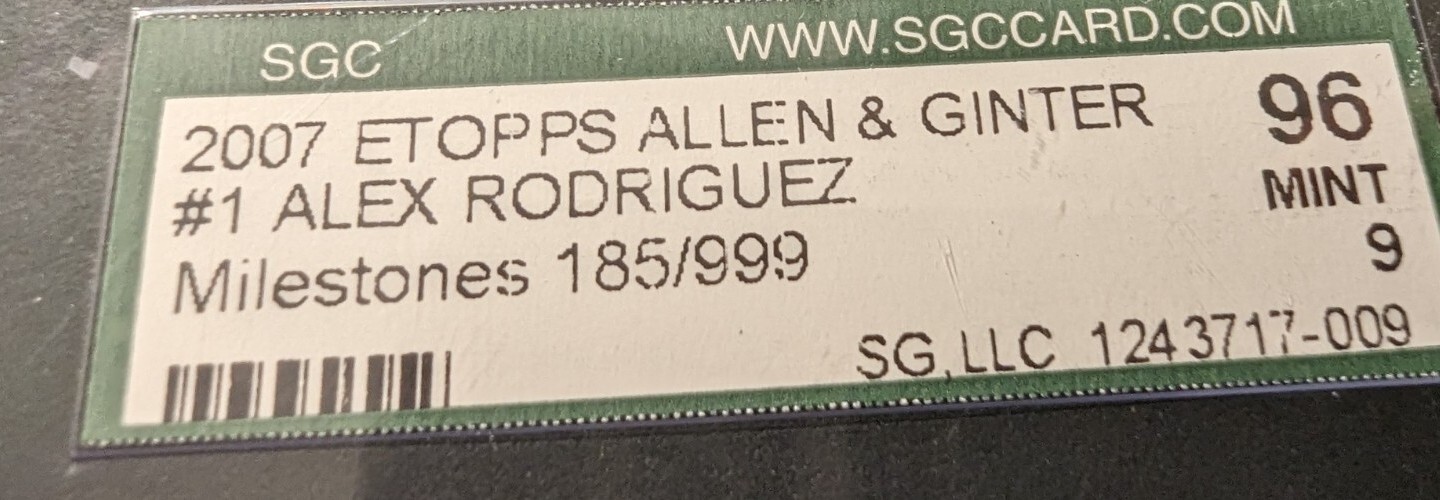 SGC WWW.SGCCARD.COM
2007 ETOPPS ALLEN & GINTER 96
#1 ALEX RODRIGUEZ MINT
Milestones 185/999 9
SG,LLC 1243717-009